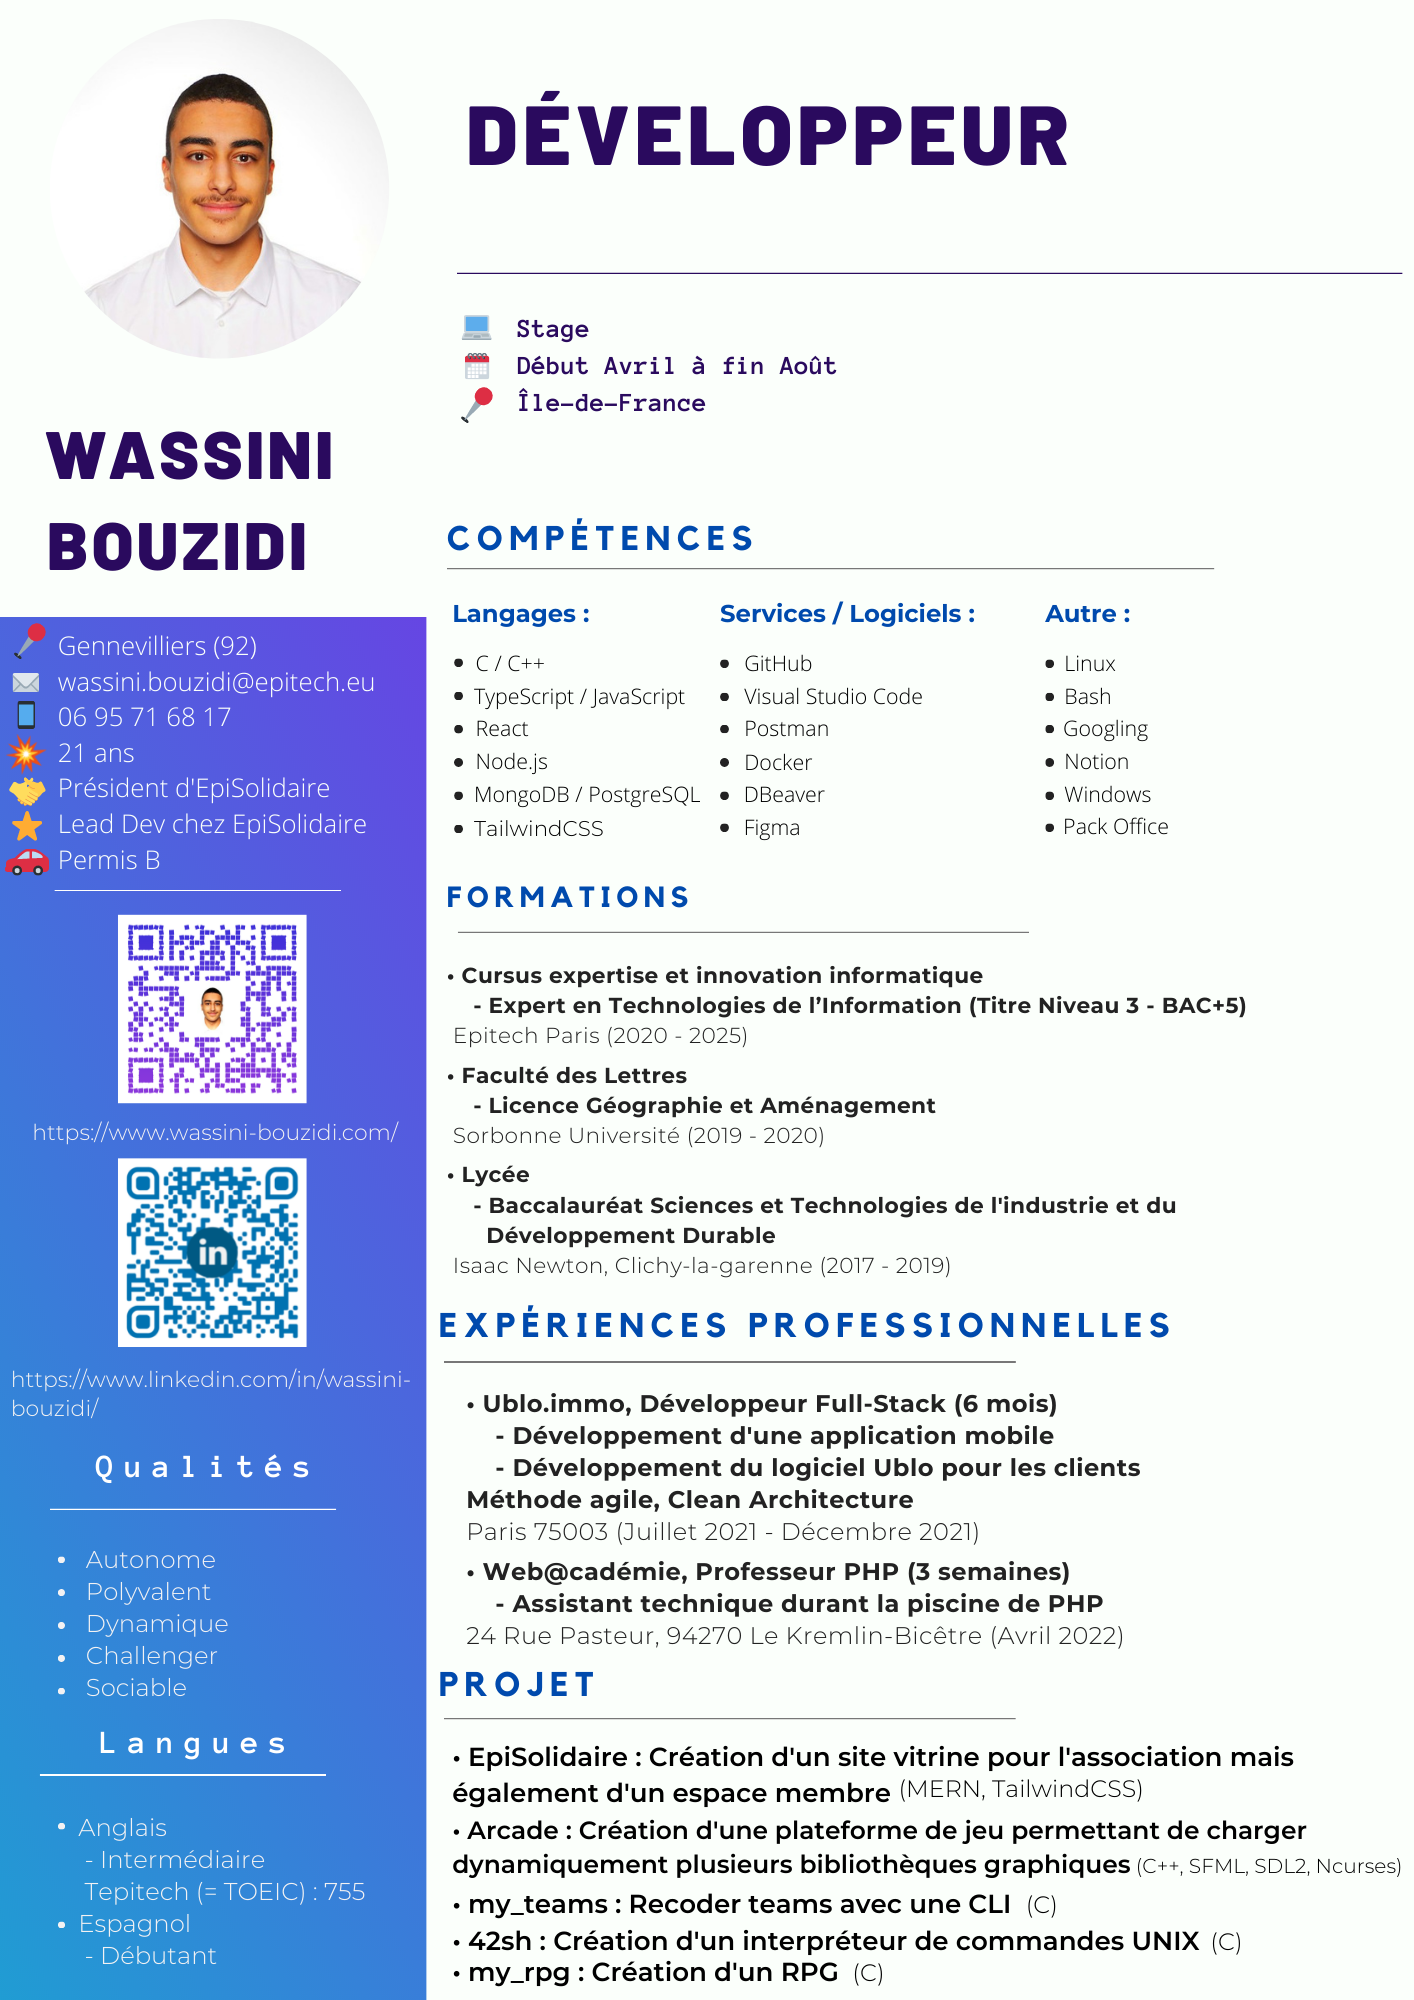 DÉVELOPPEUR
Stage
Début Avril à fin Août
Île-de-France
WASSINI
BOUZIDI
Gennevilliers (92)
wassini.bouzidi@epitech.eu
06 95 71 68 17
21 ans
Président d'EpiSolidaire
Lead Dev chez EpiSolidaire
Permis B
https://www.wassini-bouzidi.com/
in
https://www.linkedin.com/in/wassini-
bouzidi/
Qualités
• Autonome
• Polyvalent
• Dynamique
• Challenger
• Sociable
Langues
• Anglais
- Intermédiaire
Tepitech (= TOEIC) : 755
• Espagnol
- Débutant
COMPÉTENCES
Langages :
• C / C++
• TypeScript / JavaScript
• React
• Node.js
• MongoDB / PostgreSQL
• TailwindCSS
Services / Logiciels :
• GitHub
• Visual Studio Code
• Postman
• Docker
• DBeaver
• Figma
Autre :
• Linux
• Bash
• Googling
• Notion
• Windows
• Pack Office
FORMATIONS
• Cursus expertise et innovation informatique
- Expert en Technologies de l’Information (Titre Niveau 3 - BAC+5)
Epitech Paris (2020 - 2025)
• Faculté des Lettres
- Licence Géographie et Aménagement
Sorbonne Université (2019 - 2020)
• Lycée
- Baccalauréat Sciences et Technologies de l'industrie et du
Développement Durable
Isaac Newton, Clichy-la-garenne (2017 - 2019)
EXPÉRIENCES PROFESSIONNELLES
• Ublo.immo, Développeur Full-Stack (6 mois)
- Développement d'une application mobile
- Développement du logiciel Ublo pour les clients
Méthode agile, Clean Architecture
Paris 75003 (Juillet 2021 - Décembre 2021)
• Web@cadémie, Professeur PHP (3 semaines)
- Assistant technique durant la piscine de PHP
24 Rue Pasteur, 94270 Le Kremlin-Bicêtre (Avril 2022)
PROJET
• EpiSolidaire : Création d'un site vitrine pour l'association mais
également d'un espace membre (MERN, TailwindCSS)
• Arcade : Création d'une plateforme de jeu permettant de charger
dynamiquement plusieurs bibliothèques graphiques (C++, SFML, SDL2, Ncurses)
• my_teams : Recoder teams avec une CLI (C)
• 42sh : Création d'un interpréteur de commandes UNIX (C)
• my_rpg : Création d'un RPG (C)